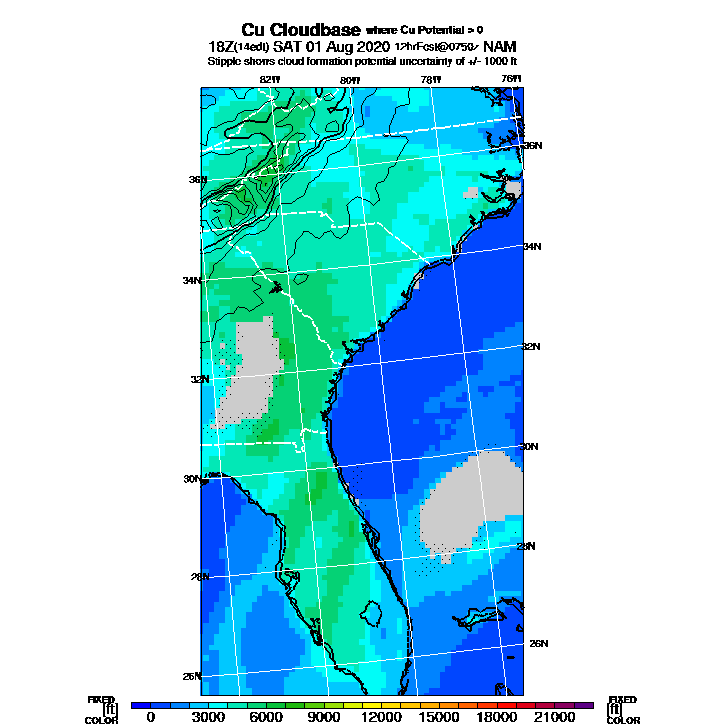 Cu Cloudbase where Cu Potential > 0
18Z(14edt) SAT 01 Aug 2020 12hrFcst@0750z NAM
Stipple shows cloud formation potential uncertainty of +/- 1000 ft
82W 80W 78W 76W
36N
36N
34N
34N
32N
32N
30N
30N
28N
28N
26N
26N
FIXED [ft] COLOR
0 3000 6000 9000 12000 15000 18000 21000
FIXED [ft] COLOR